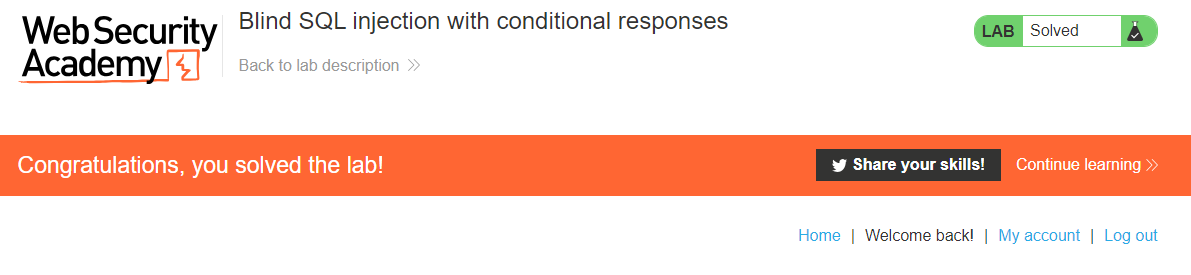 Web Security
Academy
Blind SQL injection with conditional responses
Back to lab description
LAB Solved
Congratulations, you solved the lab!
Share your skills! Continue learning
Home | Welcome back! | My account | Log out